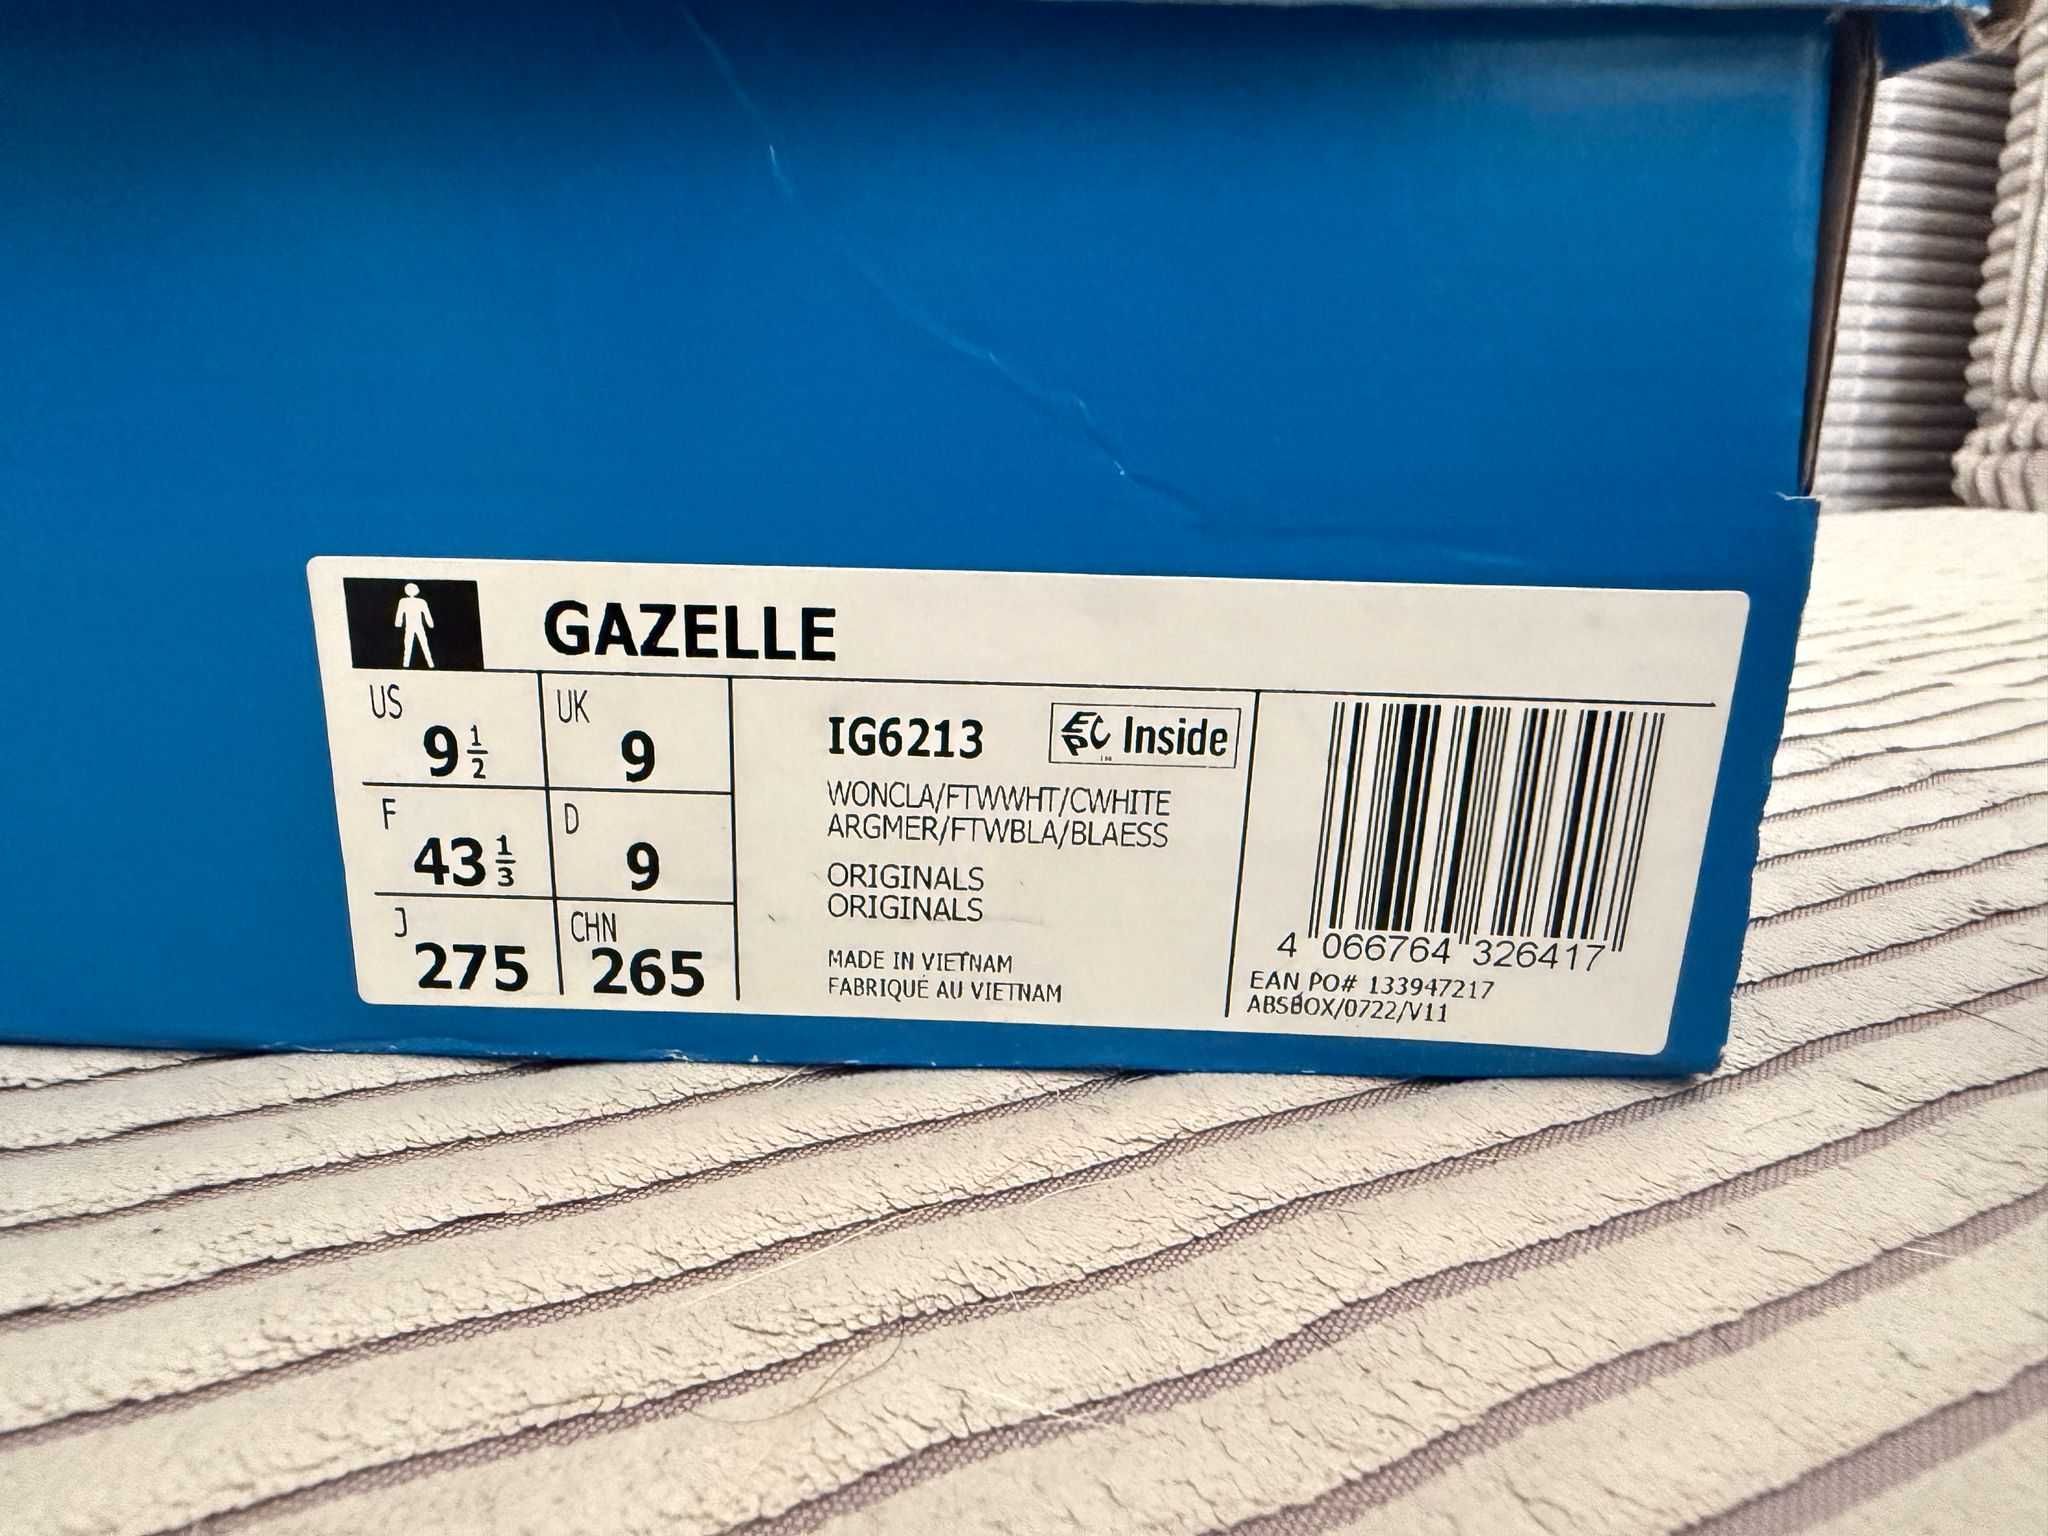 GAZELLE
US
9 1/2
UK
9
F
43 1/3
D
9
J
275
CHN
265
IG6213
EPC Inside
WONCLA/FTWWHT/CWHITE
ARGMER/FTWBLA/BLAESS
ORIGINALS
ORIGINALS
MADE IN VIETNAM
FABRIQUÉ AU VIETNAM
4 066764 326417
EAN PO# 133947217
ABSBOX/0722/V11